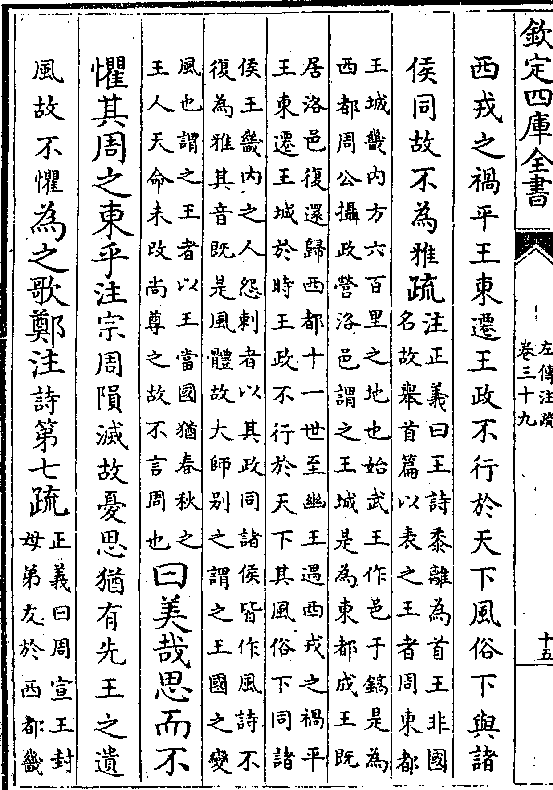 欽定四庫全書
左傳注疏
卷三十九
十五
西戎之禍平王東遷王政不行於天下風俗下與諸
侯同故不為雅疏
注正義曰王詩黍離為首王非國
名故舉首篇以表之王者周東都
王城畿內方六百里之地也始武王作邑于鎬是為
西都周公攝政營洛邑謂之王城是為東都成王既
居洛邑復還歸西都十一世至幽王遇西戎之禍平
王東遷王城於時王政不行於天下其風俗下同諸
侯王畿內之人怨刺者以其政同諸侯皆作風詩不
復為雅其音既是風體故大師別之謂之王國之變
風也謂之王者以王當國猶春秋之
王人天命未改尚尊之故不言周也
曰美哉思而不
懼其周之東乎注宗周隕滅故憂思猶有先王之遺
風故不懼為之歌鄭注詩第七疏
正義曰周宣王封
母弟友於西都畿